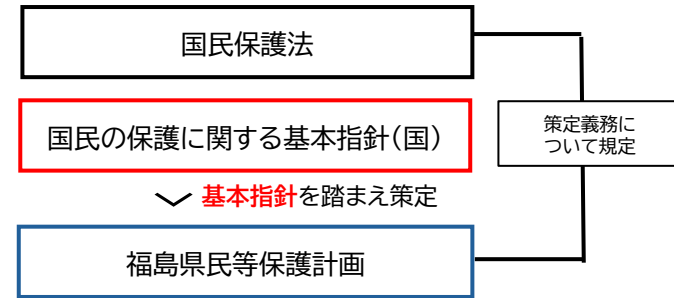 国民保護法
国民の保護に関する基本指針(国)
策定義務に
ついて規定
基本指針を踏まえ策定
福島県民等保護計画